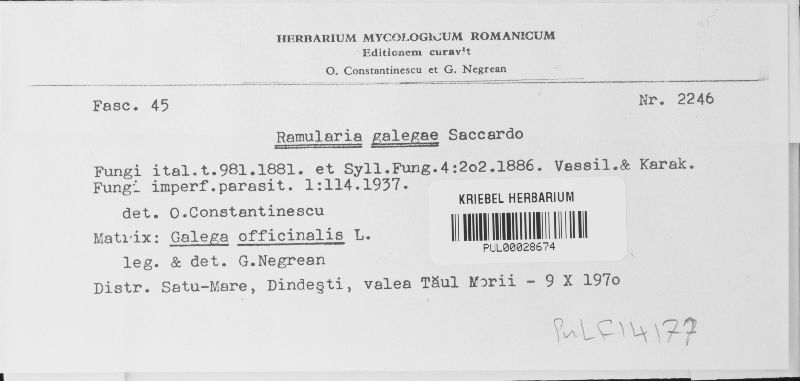 HERBARIUM MYCOLOGICUM ROMANICUM
Editionem curavit
O. Constantinescu et G. Negrean
Fasc. 45
Nr. 2246
Ramularia galegae Saccardo
Fungi ital.t.981.1881. et Syll.Fung.4:2o2.1886. Vassil.& Karak.
Fungi imperf.parasit. 1:114.1937.
det. O.Constantinescu
Matrix: Galega officinalis L.
leg. & det. G.Negrean
Distr. Satu-Mare, Dindeşti, valea Tăul Morii - 9 X 197o
KRIEBEL HERBARIUM
PUL00028674
PuLF14177